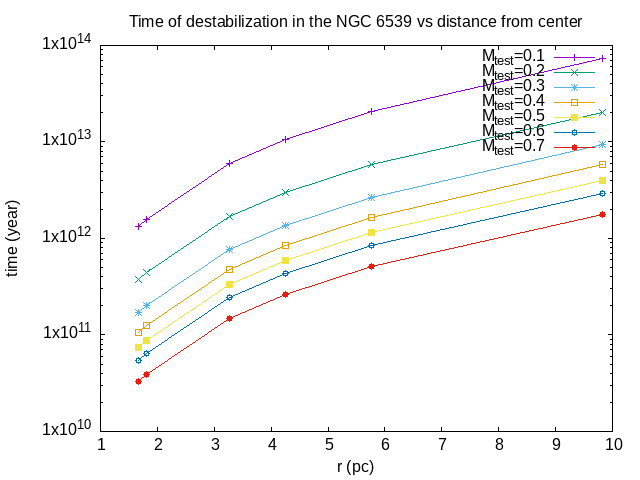 Time of destabilization in the NGC 6539 vs distance from center
1x10^14
1x10^13
1x10^12
1x10^11
1x10^10
time (year)
M_test=0.1
M_test=0.2
M_test=0.3
M_test=0.4
M_test=0.5
M_test=0.6
M_test=0.7
1 2 3 4 5 6 7 8 9 10
r (pc)